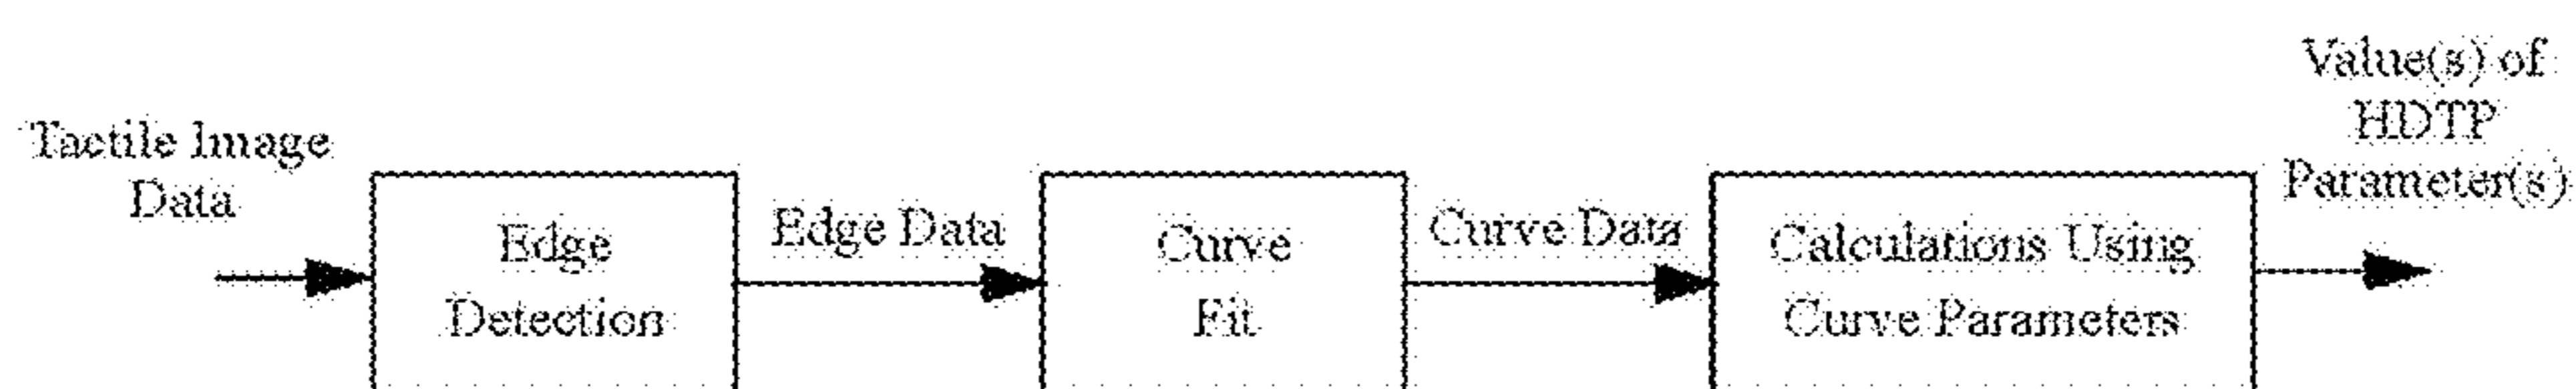 Tactile Image
Data
Edge
Detection
Edge Data
Curve
Fit
Curve Data
Calculations Using
Curve Parameters
Value(s) of
HDTP
Parameter(s)